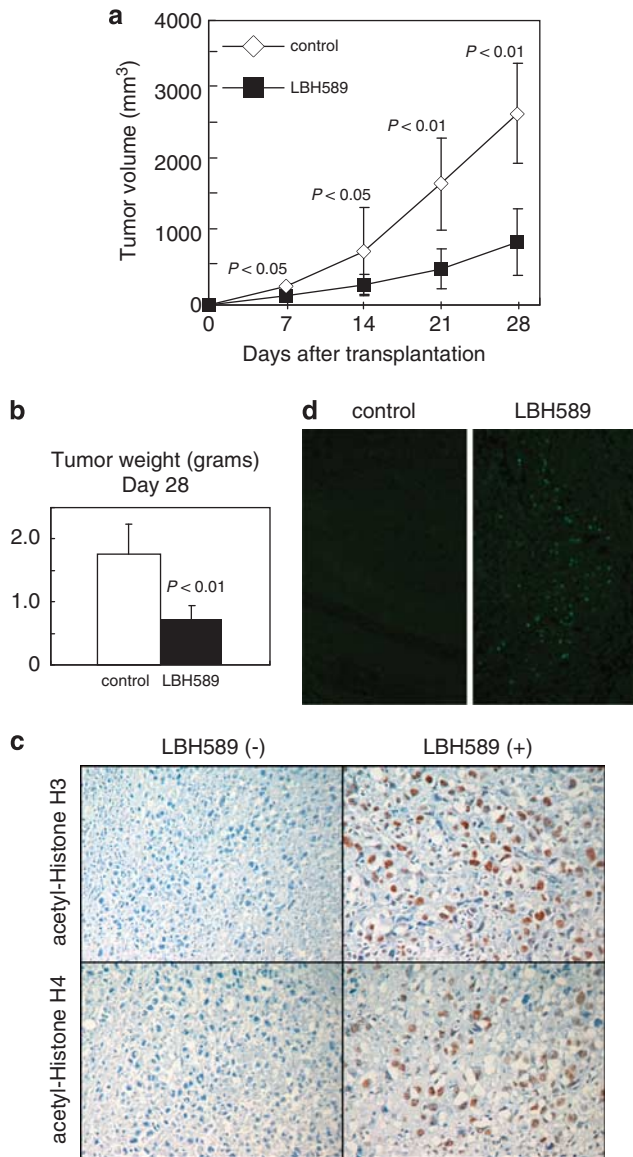 a
4000
3000
2000
1000
0
Tumor volume (mm³)
control
LBH589
P < 0.05
P < 0.05
P < 0.01
P < 0.01
0 7 14 21 28
Days after transplantation
b
Tumor weight (grams)
Day 28
2.0
1.0
0
P < 0.01
control LBH589
d
control LBH589
c
LBH589 (-) LBH589 (+)
acetyl-Histone H3
acetyl-Histone H4